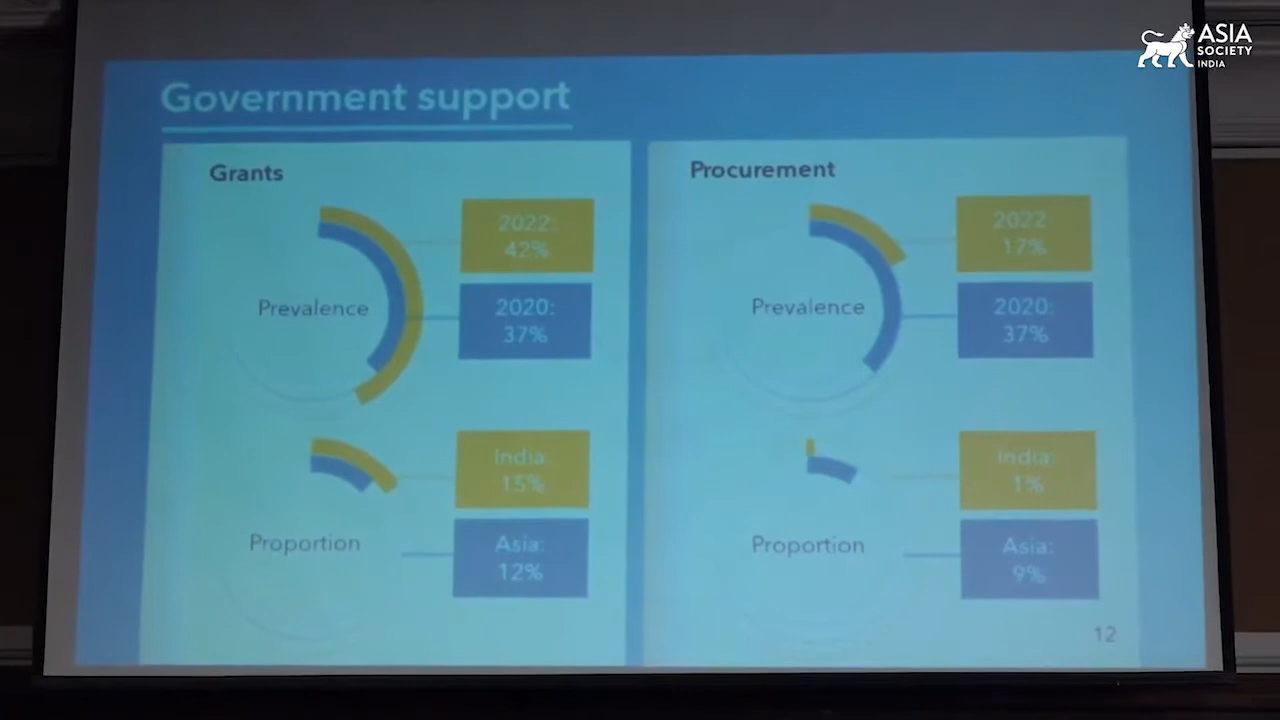 ASIA
SOCIETY
INDIA
Government support
Grants
2022:
42%
Prevalence
2020:
37%
India:
15%
Proportion
Asia:
12%
Procurement
2022
17%
Prevalence
2020:
37%
India:
1%
Proportion
Asia:
9%
12